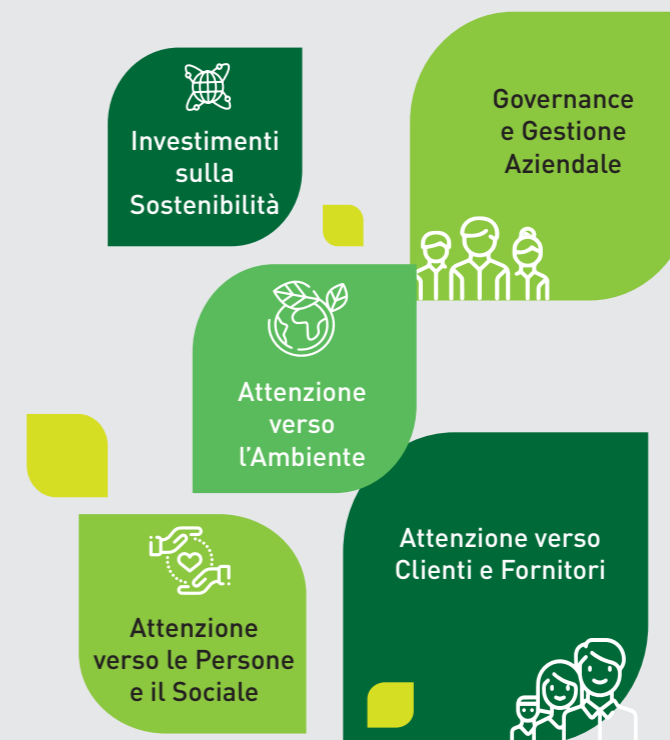 Investimenti
sulla
Sostenibilità
Governance
e Gestione
Aziendale
Attenzione
verso
l’Ambiente
Attenzione verso
Clienti e Fornitori
Attenzione
verso le Persone
e il Sociale